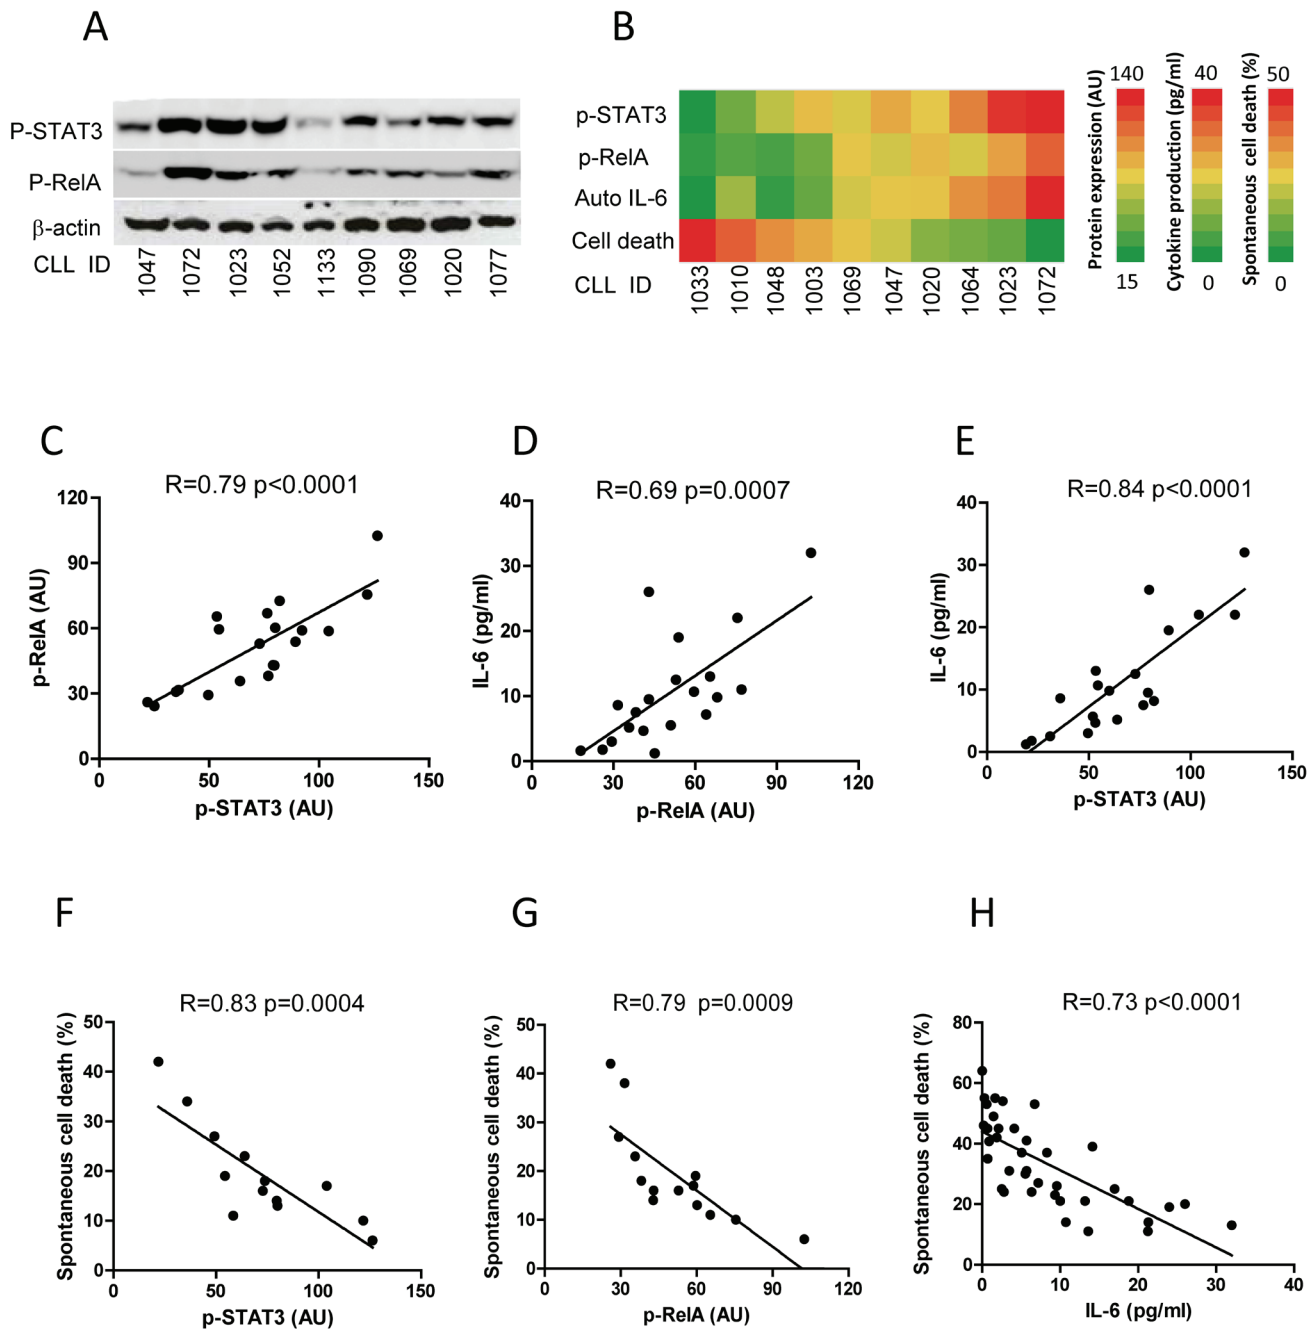 A
P-STAT3
P-RelA
β-actin
CLL ID
1047
1072
1023
1052
1133
1090
1069
1020
1077
B
p-STAT3
p-RelA
Auto IL-6
Cell death
CLL ID
1033
1010
1048
1003
1069
1047
1020
1064
1023
1072
Protein expression (AU)
140
15
Cytokine production (pg/ml)
40
0
Spontaneous cell death (%)
50
0
C
R=0.79 p<0.0001
p-RelA (AU)
120
90
60
30
0
0 50 100 150
p-STAT3 (AU)
D
R=0.69 p=0.0007
IL-6 (pg/ml)
40
30
20
10
0
0 30 60 90 120
p-RelA (AU)
E
R=0.84 p<0.0001
IL-6 (pg/ml)
40
30
20
10
0
0 50 100 150
p-STAT3 (AU)
F
R=0.83 p=0.0004
Spontaneous cell death (%)
50
40
30
20
10
0
0 50 100 150
p-STAT3 (AU)
G
R=0.79 p=0.0009
Spontaneous cell death (%)
50
40
30
20
10
0
0 30 60 90 120
p-RelA (AU)
H
R=0.73 p<0.0001
Spontaneous cell death (%)
80
60
40
20
0
0 10 20 30 40
IL-6 (pg/ml)